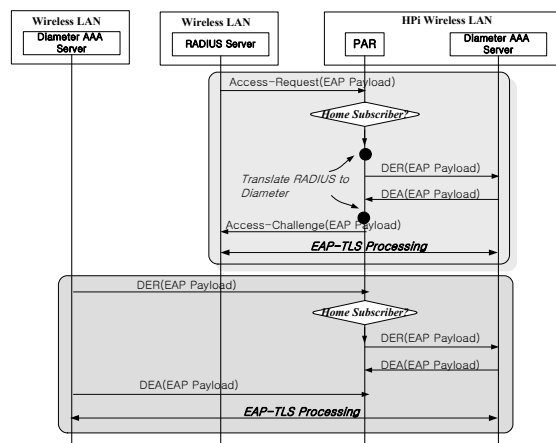 Wireless LAN
Diameter AAA
Server
Wireless LAN
RADIUS Server
HPi Wireless LAN
PAR
Diameter AAA
Server
Access-Request(EAP Payload)
Home Subscriber?
Translate RADIUS to
Diameter
DER(EAP Payload)
DEA(EAP Payload)
Access-Challenge(EAP Payload)
EAP-TLS Processing
DER(EAP Payload)
Home Subscriber?
DER(EAP Payload)
DEA(EAP Payload)
DEA(EAP Payload)
EAP-TLS Processing